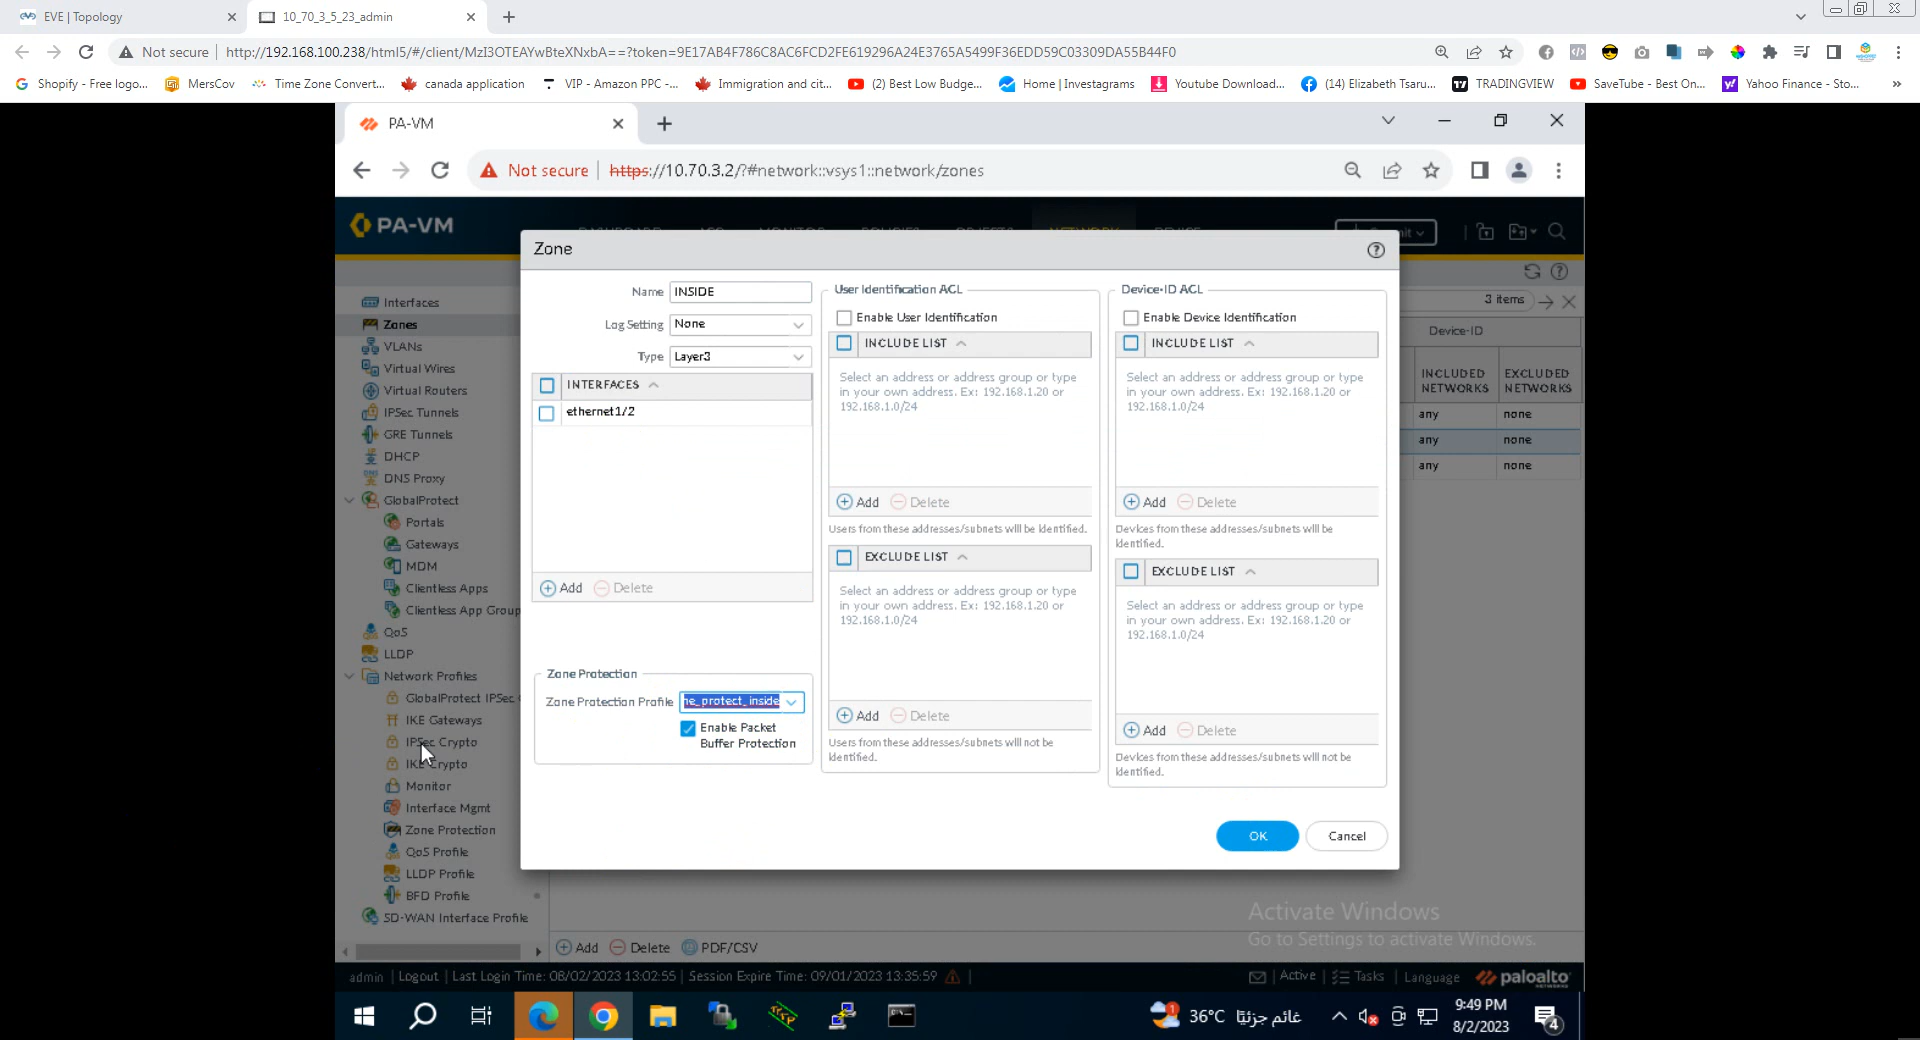 EVE | Topology
10_70_3_5_23_admin
Not secure
http://192.168.100.238/html5/#/client/MzI3OTEAYwBteXNxbA==?token=9E17AB4F786C8AC6FCD2FE619296A24E3765A5499F36EDD59C03309DA55B44F0
Shopify - Free logo...
MersCov
Time Zone Convert...
canada application
VIP - Amazon PPC -...
Immigration and cit...
(2) Best Low Budge...
Home | Investagrams
Youtube Download...
(14) Elizabeth Tsaru...
TRADINGVIEW
SaveTube - Best On...
Yahoo Finance - Sto...
»
PA-VM
Not secure
https://10.70.3.2/?#network::vsys1::network/zones
PA-VM
Zone
Interfaces
Zones
VLANs
Virtual Wires
Virtual Routers
IPSec Tunnels
GRE Tunnels
DHCP
DNS Proxy
GlobalProtect
Portals
Gateways
MDM
Clientless Apps
Clientless App Group
QoS
LLDP
Network Profiles
GlobalProtect IPSec
IKE Gateways
IPSec Crypto
IKE Crypto
Monitor
Interface Mgmt
Zone Protection
QoS Profile
LLDP Profile
BFD Profile
SD-WAN Interface Profile
Name INSIDE
Log Setting None
Type Layer3
INTERFACES
ethernet1/2
Add Delete
Zone Protection
Zone Protection Profile ne_protect_inside
Enable Packet
Buffer Protection
User Identification ACL
Enable User Identification
INCLUDE LIST
Select an address or address group or type
in your own address. Ex: 192.168.1.20 or
192.168.1.0/24
Add Delete
Users from these addresses/subnets will be identified.
EXCLUDE LIST
Select an address or address group or type
in your own address. Ex: 192.168.1.20 or
192.168.1.0/24
Add Delete
Users from these addresses/subnets will not be
identified.
Device-ID ACL
Enable Device Identification
INCLUDE LIST
Select an address or address group or type
in your own address. Ex: 192.168.1.20 or
192.168.1.0/24
Add Delete
Devices from these addresses/subnets will be
identified.
EXCLUDE LIST
Select an address or address group or type
in your own address. Ex: 192.168.1.20 or
192.168.1.0/24
Add Delete
Devices from these addresses/subnets will not be
identified.
OK
Cancel
3 items
Device-ID
INCLUDED
NETWORKS
EXCLUDED
NETWORKS
any none
any none
any none
Activate Windows
Go to Settings to activate Windows.
Add Delete PDF/CSV
admin | Logout | Last Login Time: 08/02/2023 13:02:55 | Session Expire Time: 09/01/2023 13:35:59
Active Tasks Language paloalto
NETWORKS
TFTP
1
36°C غائم جزئيًا
9:49 PM
8/2/2023
4